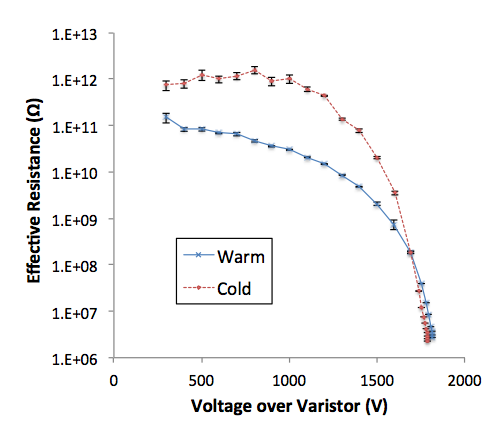 1.E+13
1.E+12
1.E+11
1.E+10
1.E+09
1.E+08
1.E+07
1.E+06
Effective Resistance (Ω)
Warm
Cold
0 500 1000 1500 2000
Voltage over Varistor (V)